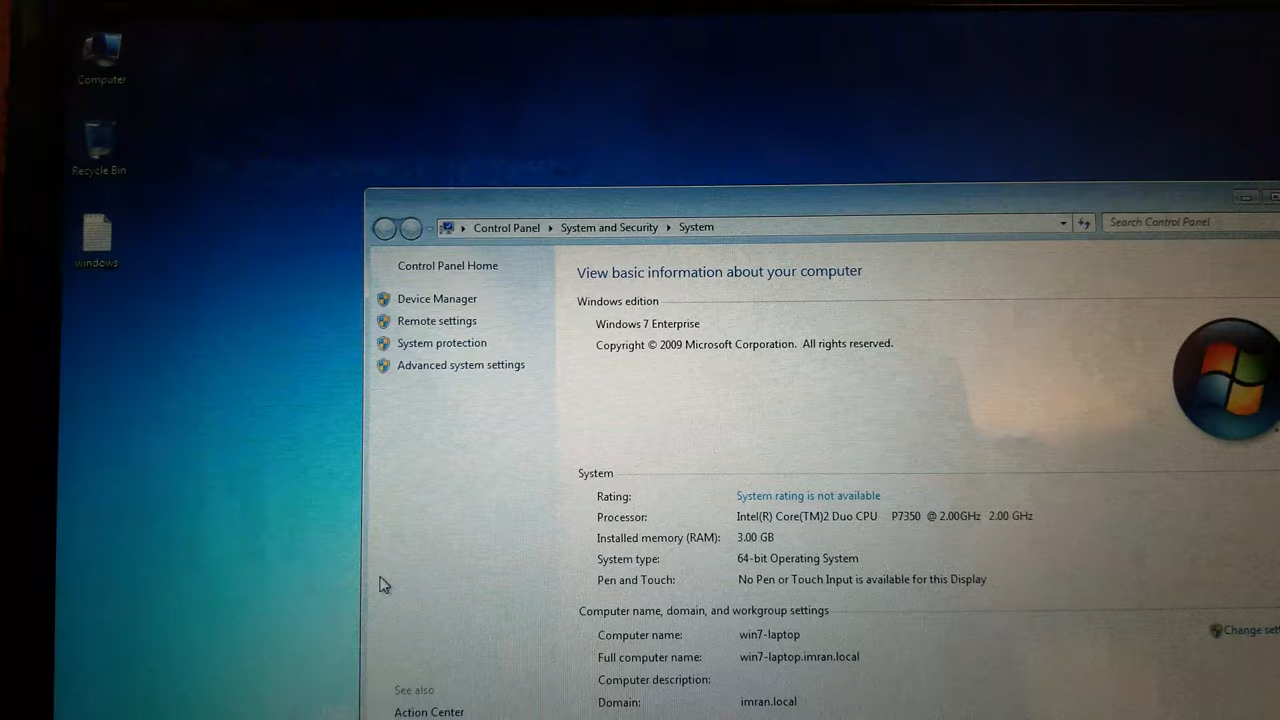 Computer
Recycle Bin
windows
Control Panel ▸ System and Security ▸ System
Search Control Panel
Control Panel Home
Device Manager
Remote settings
System protection
Advanced system settings
See also
Action Center
View basic information about your computer
Windows edition
Windows 7 Enterprise
Copyright © 2009 Microsoft Corporation. All rights reserved.
System
Rating: System rating is not available
Processor: Intel(R) Core(TM)2 Duo CPU P7350 @ 2.00GHz 2.00 GHz
Installed memory (RAM): 3.00 GB
System type: 64-bit Operating System
Pen and Touch: No Pen or Touch Input is available for this Display
Computer name, domain, and workgroup settings
Computer name: win7-laptop
Change set
Full computer name: win7-laptop.imran.local
Computer description:
Domain: imran.local